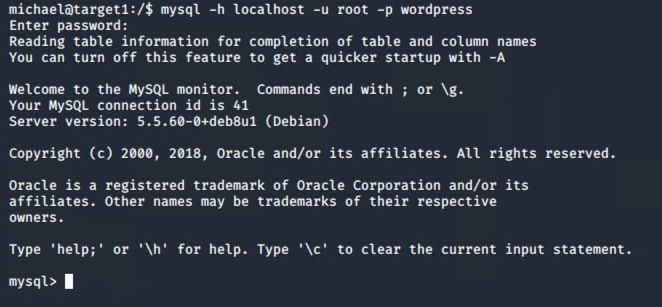 michael@target1:/$ mysql -h localhost -u root -p wordpress
Enter password:
Reading table information for completion of table and column names
You can turn off this feature to get a quicker startup with -A
Welcome to the MySQL monitor.  Commands end with ; or \g.
Your MySQL connection id is 41
Server version: 5.5.60-0+deb8u1 (Debian)
Copyright (c) 2000, 2018, Oracle and/or its affiliates. All rights reserved.
Oracle is a registered trademark of Oracle Corporation and/or its
affiliates. Other names may be trademarks of their respective
owners.
Type 'help;' or '\h' for help. Type '\c' to clear the current input statement.
mysql>